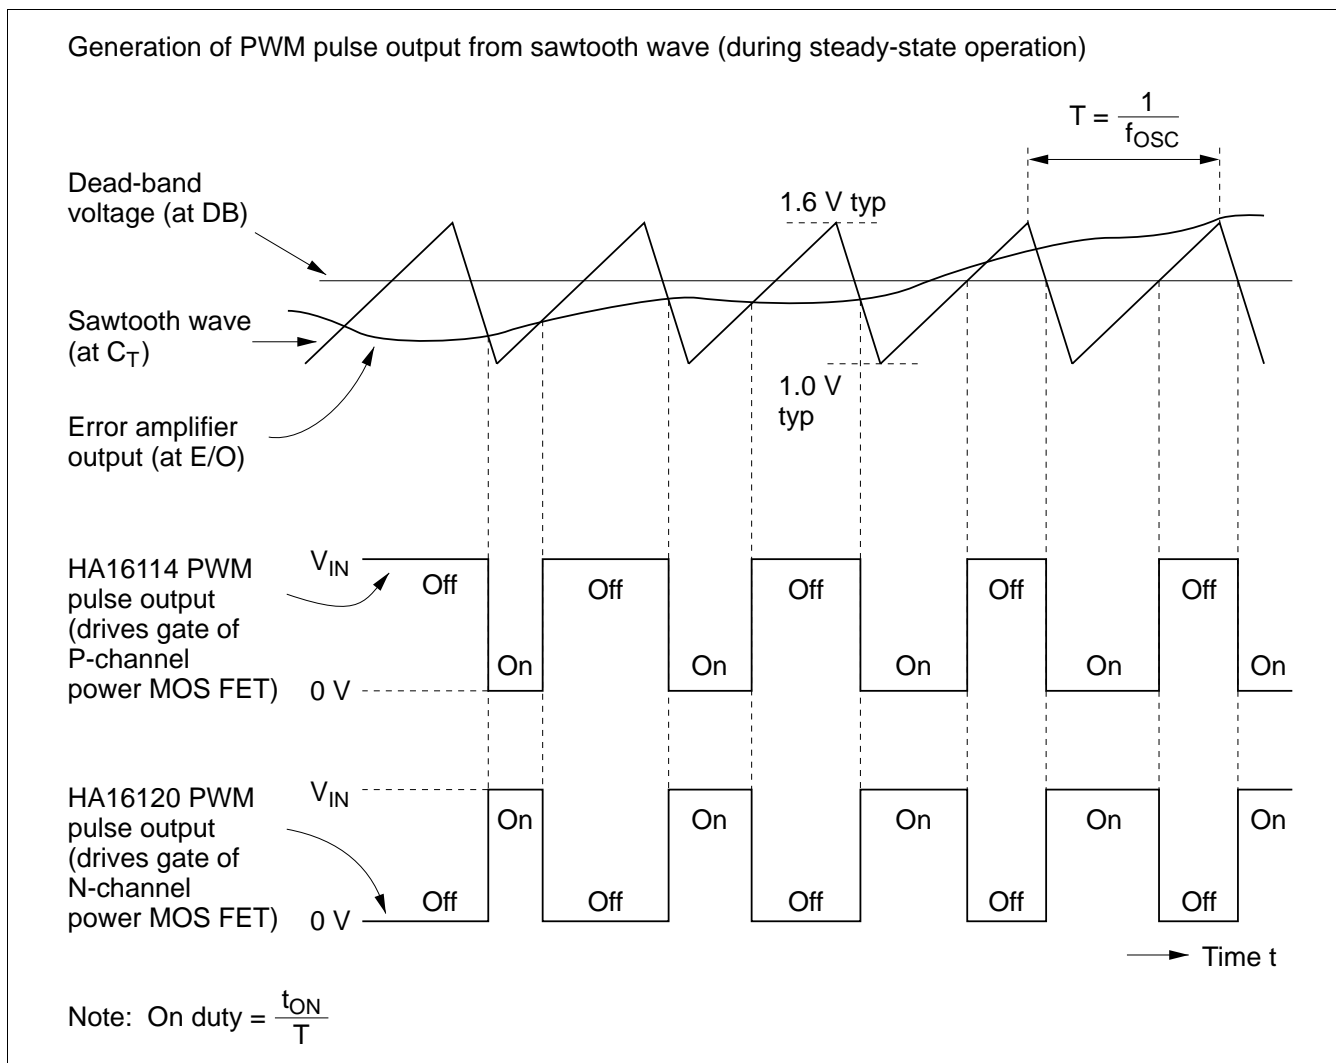 Generation of PWM pulse output from sawtooth wave (during steady-state operation)
T = 1
fOSC
Dead-band
voltage (at DB)
1.6 V typ
Sawtooth wave
(at CT)
1.0 V
typ
Error amplifier
output (at E/O)
HA16114 PWM
pulse output
(drives gate of
P-channel
power MOS FET)
VIN
Off Off Off Off Off
On On On On On
0 V
HA16120 PWM
pulse output
(drives gate of
N-channel
power MOS FET)
VIN
On On On On On
Off Off Off Off Off
0 V
Time t
Note: On duty = tON
T